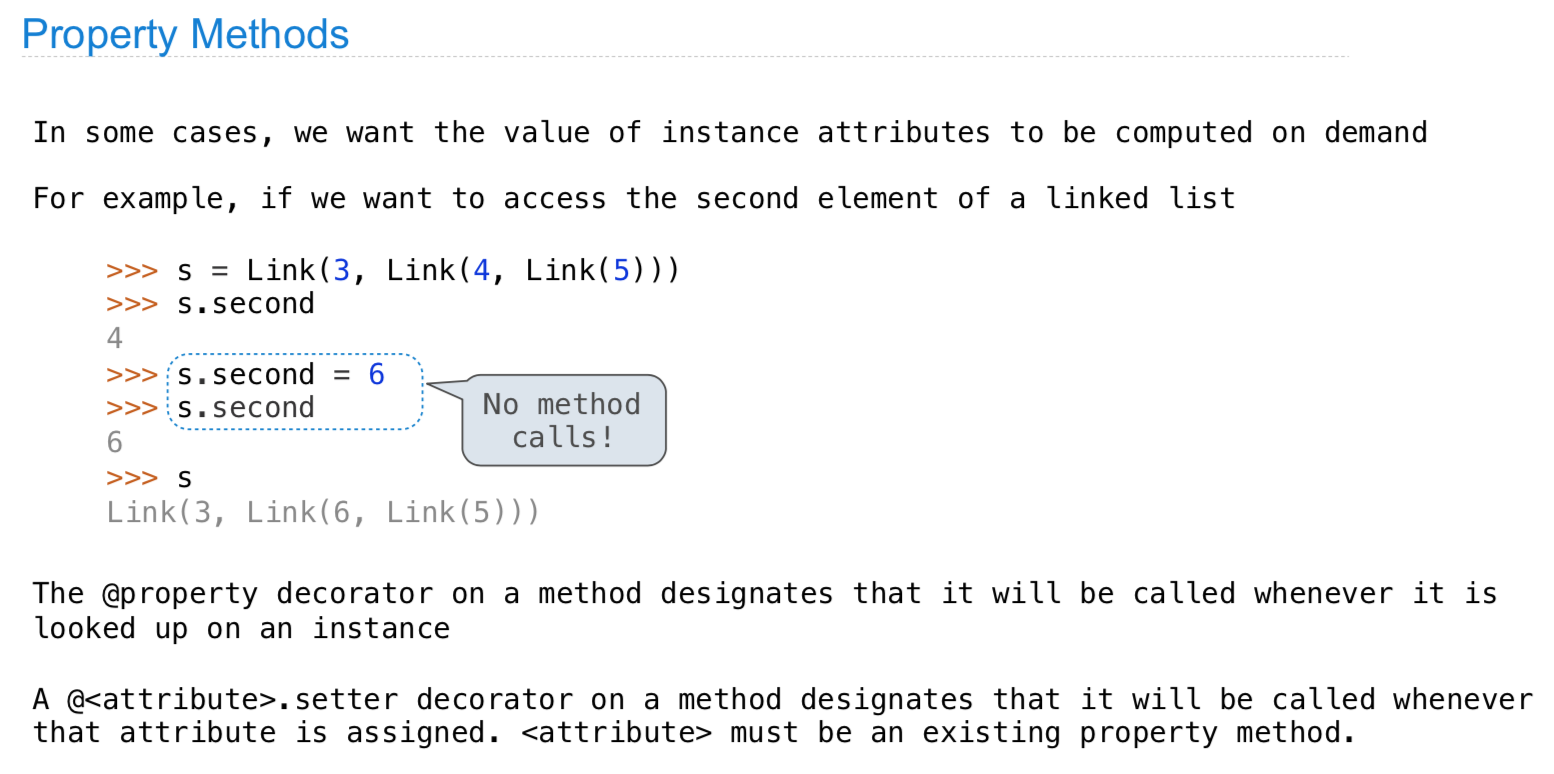 Property Methods
In some cases, we want the value of instance attributes to be computed on demand
For example, if we want to access the second element of a linked list
>>> s = Link(3, Link(4, Link(5)))
>>> s.second
4
>>> s.second = 6
>>> s.second
No method
calls!
6
>>> s
Link(3, Link(6, Link(5)))
The @property decorator on a method designates that it will be called whenever it is
looked up on an instance
A @<attribute>.setter decorator on a method designates that it will be called whenever
that attribute is assigned. <attribute> must be an existing property method.